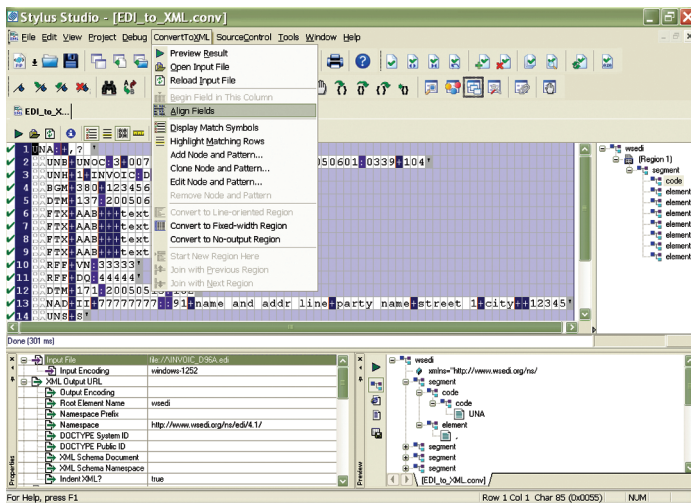 Stylus Studio - [EDI_to_XML.conv]
File Edit View Project Debug ConvertToXML SourceControl Tools Window Help
Preview Result
Open Input File
Reload Input File
Begin Field in This Column
Align Fields
Display Match Symbols
Highlight Matching Rows
Add Node and Pattern...
Clone Node and Pattern...
Edit Node and Pattern...
Remove Node and Pattern
Convert to Line-oriented Region
Convert to Fixed-width Region
Convert to No-output Region
Start New Region Here
Join with Previous Region
Join with Next Region
EDI_to_X...
1 UNA:+,? '
2 UNB+UNOC:3+007 050601:0339+104'
3 UNH+1+INVOIC:D
4 BGM+380+123456
5 DTM+137:200506
6 FTX+AAB+++text
7 FTX+AAB+++text
8 FTX+AAB+++text
9 FTX+AAB+++text
10 RFF+VN:33333'
11 RFF+DQ:44444'
12 DTM+171:2005051
13 NAD+II+77777777::91+name and addr line+party name+street 1+city++12345'
14 UNS+S'
wsedi
(Region 1)
segment
code
element
element
element
element
element
element
Done (301 ms)
Input File file:///INVOIC_D96A.edi
Input Encoding windows-1252
XML Output URL
Output Encoding
Root Element Name wsedi
Namespace Prefix
Namespace http://www.wsedi.org/ns/edi/4.1/
DOCTYPE System ID
DOCTYPE Public ID
XML Schema Document
XML Schema Namespace
Indent XML? true
Properties
Preview
wsedi
xmlns="http://www.wsedi.org/ns/
segment
code
code
UNA
element
,
segment
segment
segment
[EDI_to_XML.conv]
For Help, press F1
Row 1 Col 1 Char 85 (0x0055) NUM